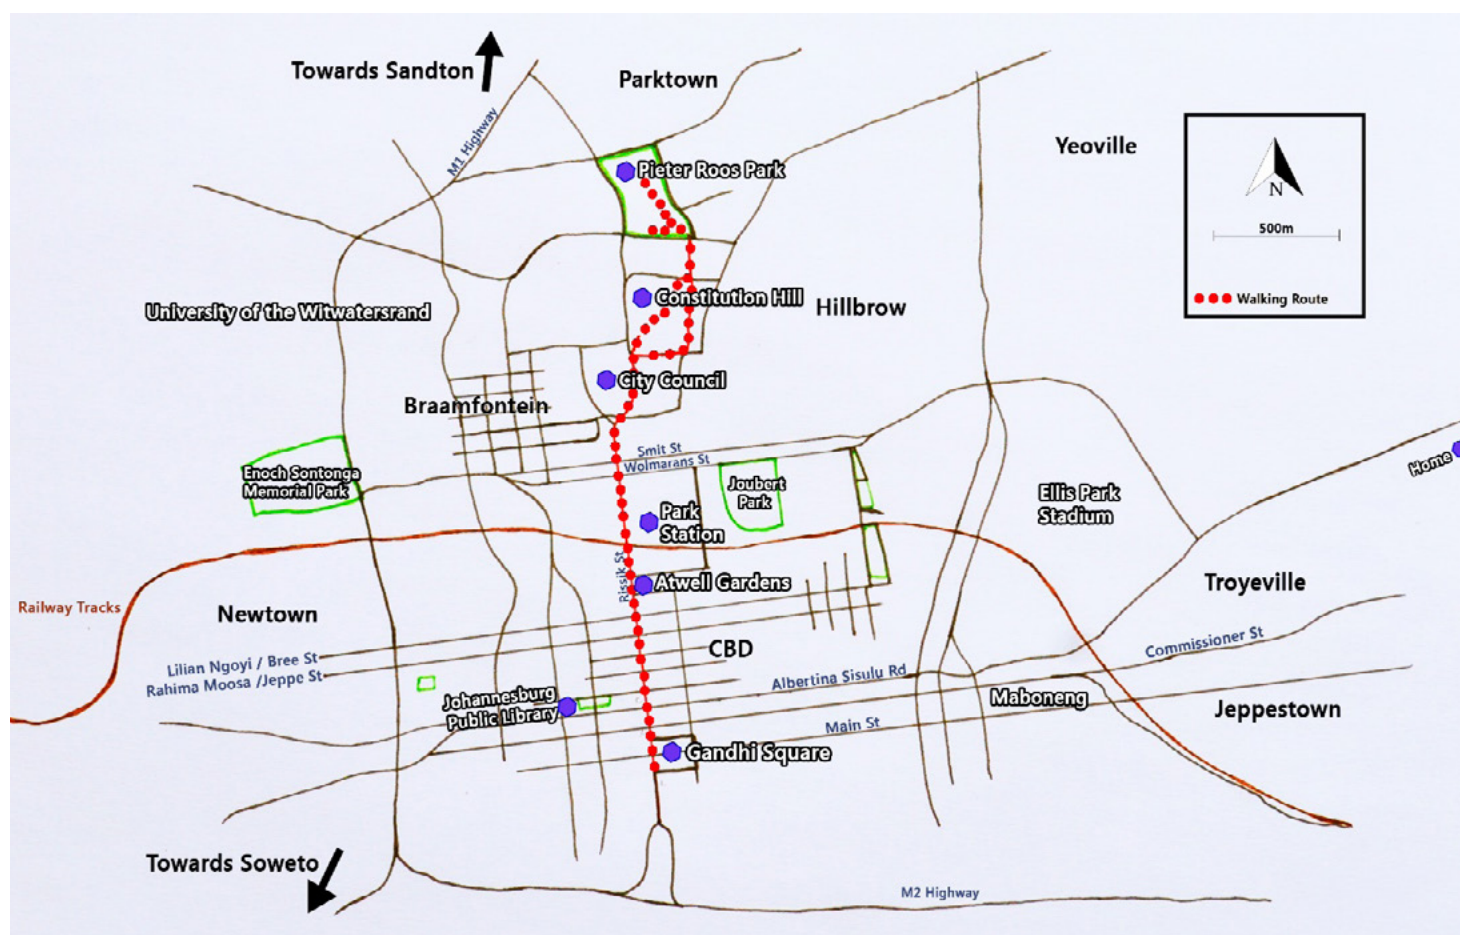 Towards Sandton
Parktown
M1 Highway
Yeoville
Pieter Roos Park
N
500m
Walking Route
University of the Witwatersrand
Constitution Hill
Hillbrow
City Council
Braamfontein
Smit St
Wolmarans St
Enoch Sontonga
Memorial Park
Joubert
Park
Home
Ellis Park
Stadium
Park
Station
Rissik St
Atwell Gardens
Troyeville
Railway Tracks
Newtown
CBD
Commissioner St
Lilian Ngoyi / Bree St
Rahima Moosa /Jeppe St
Albertina Sisulu Rd
Johannesburg
Public Library
Maboneng
Jeppestown
Main St
Gandhi Square
Towards Soweto
M2 Highway